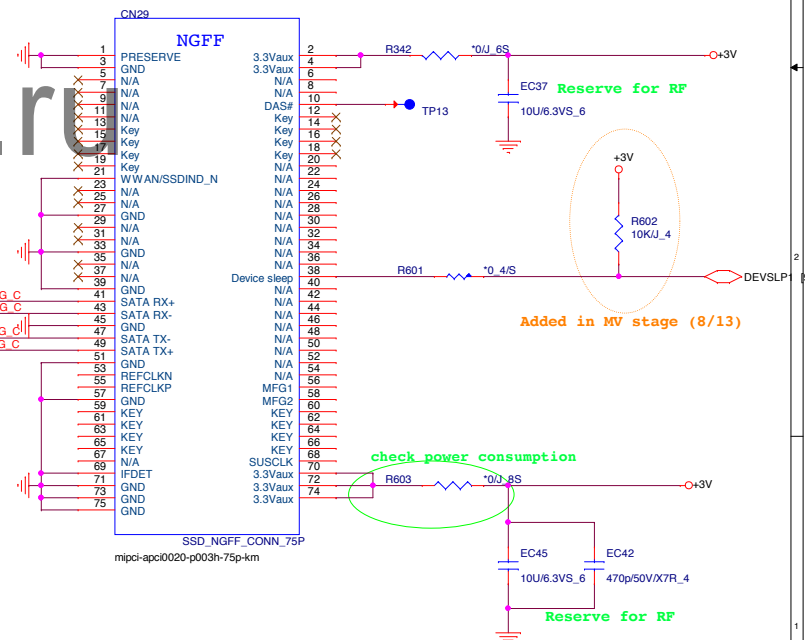 CN29
NGFF
1 PRESERVE 3.3Vaux 2
3 GND 3.3Vaux 4
5 N/A N/A 6
7 N/A N/A 8
9 N/A DAS# 10
11 N/A Key 12
13 Key Key 14
15 Key Key 16
17 Key Key 18
19 Key N/A 20
21 WWAN/SSDIND_N N/A 22
23 N/A N/A 24
25 N/A N/A 26
27 GND N/A 28
29 N/A N/A 30
31 N/A N/A 32
33 GND N/A 34
35 N/A N/A 36
37 N/A Device sleep 38
39 GND N/A 40
41 SATA RX+ N/A 42
43 SATA RX- N/A 44
45 GND N/A 46
47 SATA TX- N/A 48
49 SATA TX+ N/A 50
51 GND N/A 52
53 REFCLKN N/A 54
55 REFCLKP MFG1 56
57 GND MFG2 58
59 KEY KEY 60
61 KEY KEY 62
63 KEY KEY 64
65 KEY KEY 66
67 N/A SUSCLK 68
69 IFDET 3.3Vaux 70
71 GND 3.3Vaux 72
73 GND 3.3Vaux 74
75 GND
SSD_NGFF_CONN_75P
mipci-apci0020-p003h-75p-km
.ru
G_C
G_C
G_C
G_C
R342 *0/J_6S +3V
EC37
10U/6.3VS_6
Reserve for RF
TP13
+3V
R602
10K/J_4
R601 *0_4/S
DEVSLP1
Added in MV stage (8/13)
check power consumption
R603 *0/J_8S +3V
EC45
10U/6.3VS_6
EC42
470p/50V/X7R_4
Reserve for RF
2
1